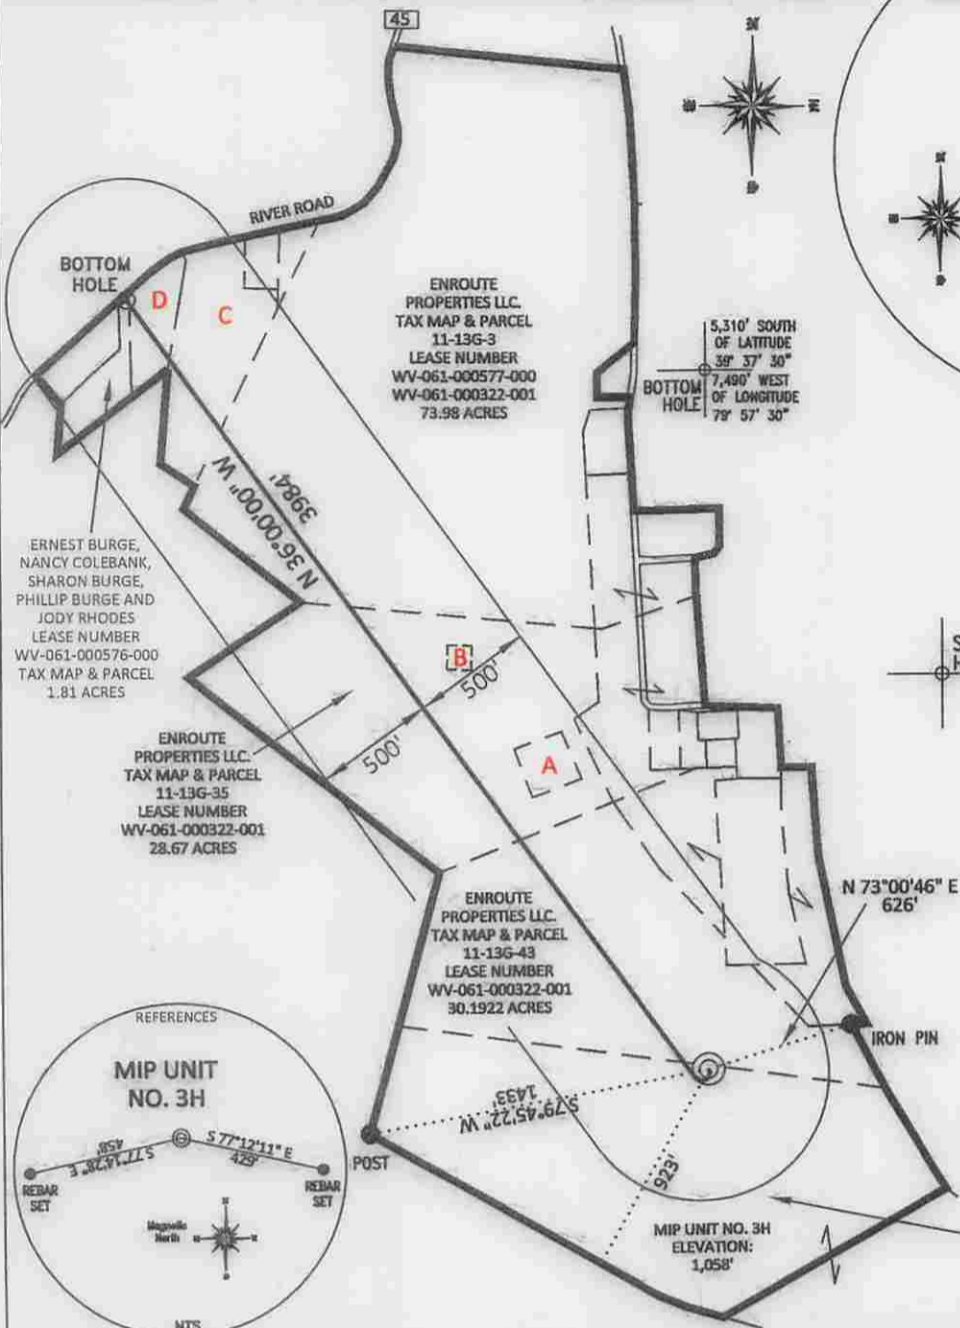 45
N
N
RIVER ROAD
BOTTOM
HOLE
D
C
ENROUTE
PROPERTIES LLC.
TAX MAP & PARCEL
11-13G-3
LEASE NUMBER
WV-061-000577-000
WV-061-000322-001
73.98 ACRES
5,310' SOUTH
OF LATITUDE
39° 37' 30"
BOTTOM
HOLE
7,490' WEST
OF LONGITUDE
79° 57' 30"
N 36°00'00" W
3984'
ERNEST BURGE,
NANCY COLEBANK,
SHARON BURGE,
PHILLIP BURGE AND
JODY RHODES
LEASE NUMBER
WV-061-000576-000
TAX MAP & PARCEL
1.81 ACRES
B
500'
500'
A
ENROUTE
PROPERTIES LLC.
TAX MAP & PARCEL
11-13G-35
LEASE NUMBER
WV-061-000322-001
28.67 ACRES
N 73°00'46" E
626'
ENROUTE
PROPERTIES LLC.
TAX MAP & PARCEL
11-13G-43
LEASE NUMBER
WV-061-000322-001
30.1922 ACRES
IRON PIN
S 79°45'22" W
1433'
POST
923'
MIP UNIT NO. 3H
ELEVATION:
1,058'
REFERENCES
MIP UNIT
NO. 3H
S 77°14'28" E
458'
S 77°12'11" E
429'
REBAR
SET
REBAR
SET
Magnetic
North
NTS